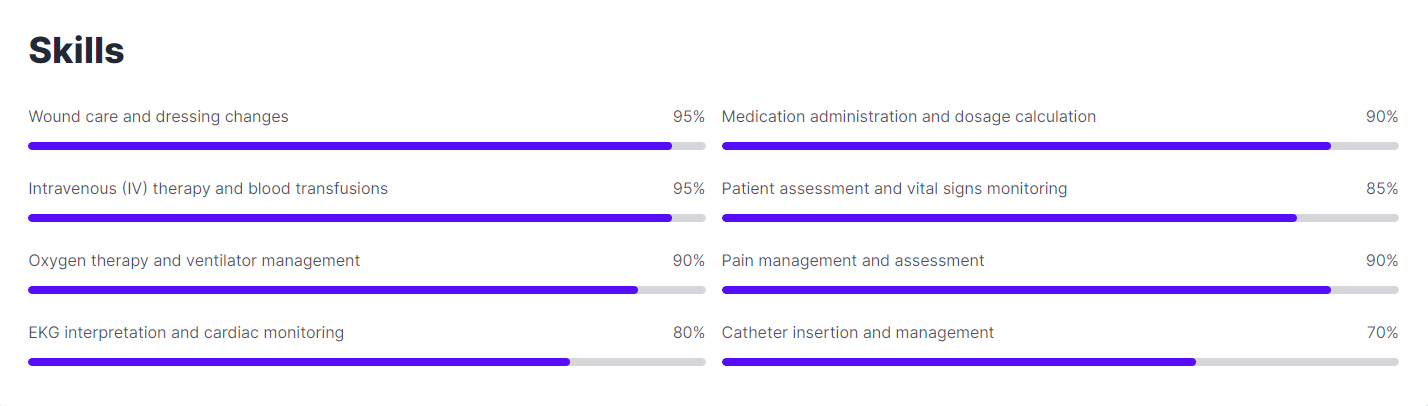 Skills
Wound care and dressing changes 95%
Medication administration and dosage calculation 90%
Intravenous (IV) therapy and blood transfusions 95%
Patient assessment and vital signs monitoring 85%
Oxygen therapy and ventilator management 90%
Pain management and assessment 90%
EKG interpretation and cardiac monitoring 80%
Catheter insertion and management 70%